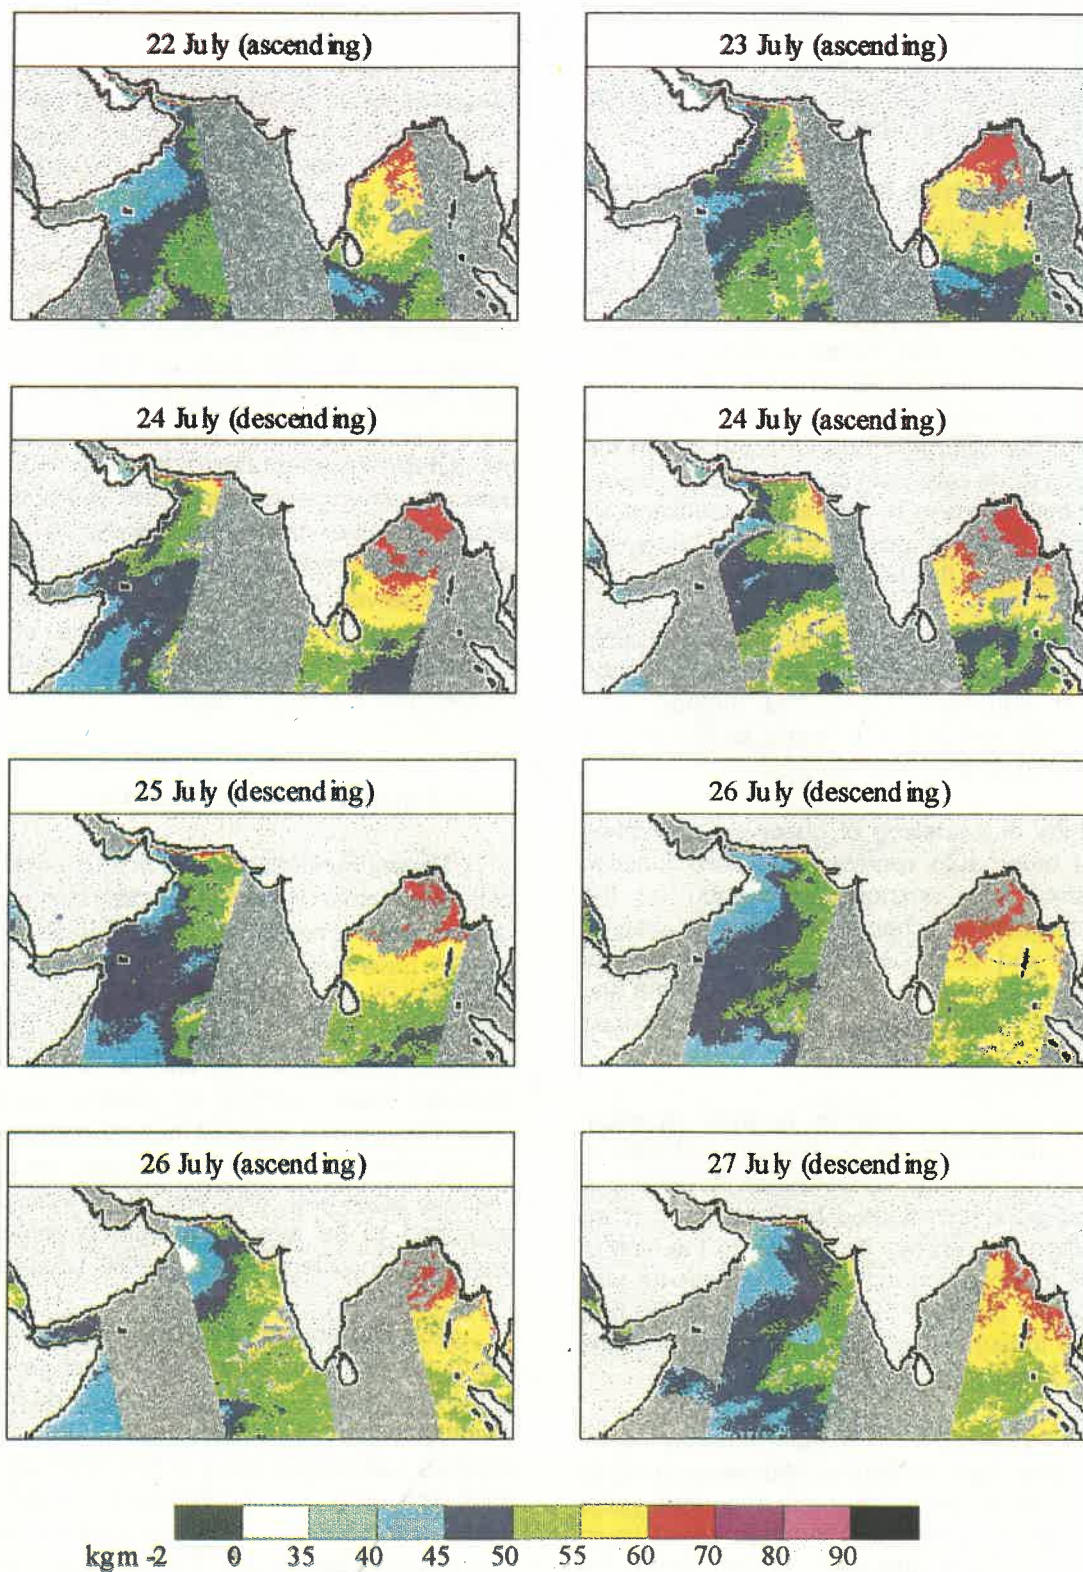 22 July (ascending)
23 July (ascending)
24 July (descending)
24 July (ascending)
25 July (descending)
26 July (descending)
26 July (ascending)
27 July (descending)
kgm -2 0 35 40 45 50 55 60 70 80 90